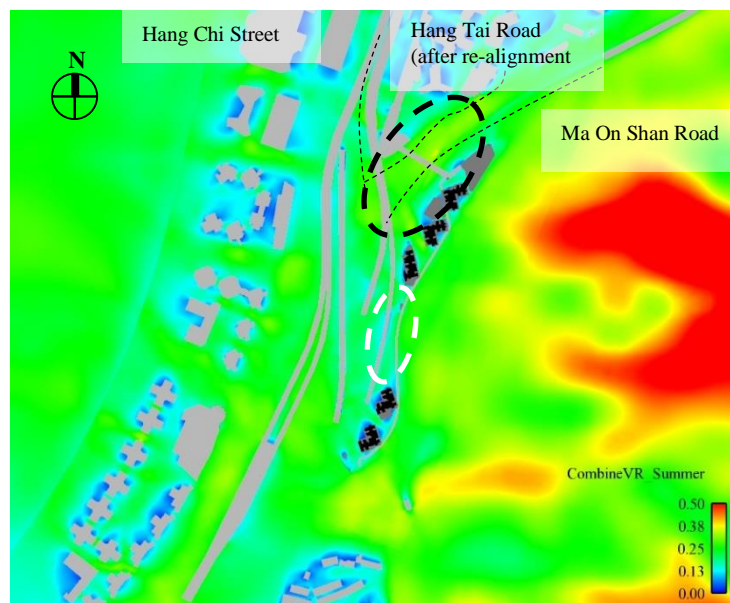 Hang Chi Street
Hang Tai Road
(after re-alignment
N
Ma On Shan Road
CombineVR_Summer
0.50
0.38
0.25
0.13
0.00